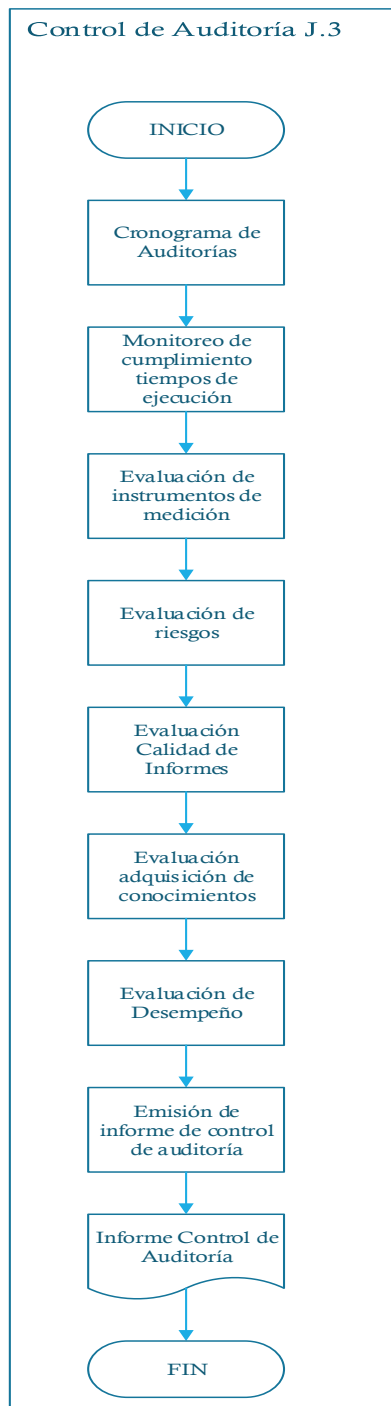 Control de Auditoría J.3
INICIO
Cronograma de
Auditorías
Monitoreo de
cumplimiento
tiempos de
ejecución
Evaluación de
instrumentos de
medición
Evaluación de
riesgos
Evaluación
Calidad de
Informes
Evaluación
adquisición de
conocimientos
Evaluación de
Desempeño
Emisión de
informe de control
de auditoría
Informe Control de
Auditoría
FIN